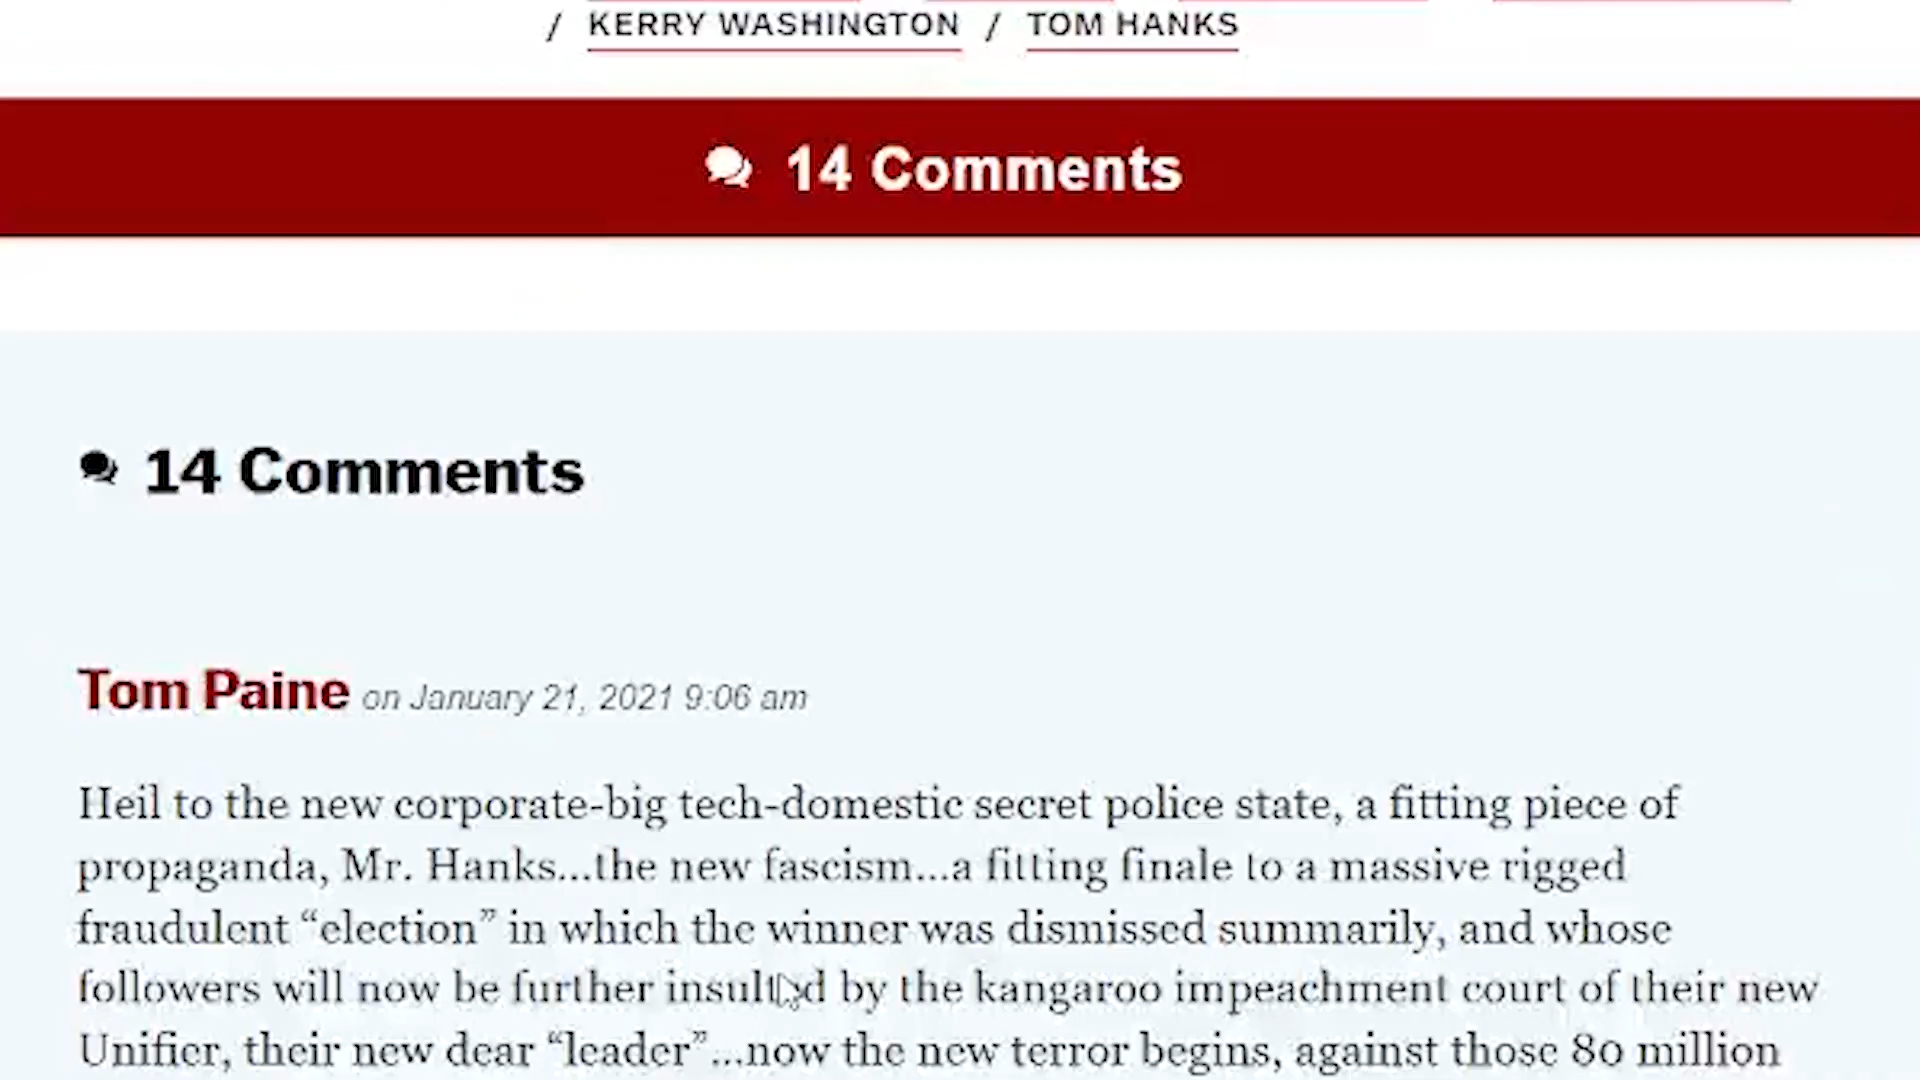 / KERRY WASHINGTON / TOM HANKS
14 Comments
14 Comments
Tom Paine on January 21, 2021 9:06 am
Heil to the new corporate-big tech-domestic secret police state, a fitting piece of
propaganda, Mr. Hanks...the new fascism...a fitting finale to a massive rigged
fraudulent “election” in which the winner was dismissed summarily, and whose
followers will now be further insulted by the kangaroo impeachment court of their new
Unifier, their new dear “leader”...now the new terror begins, against those 80 million